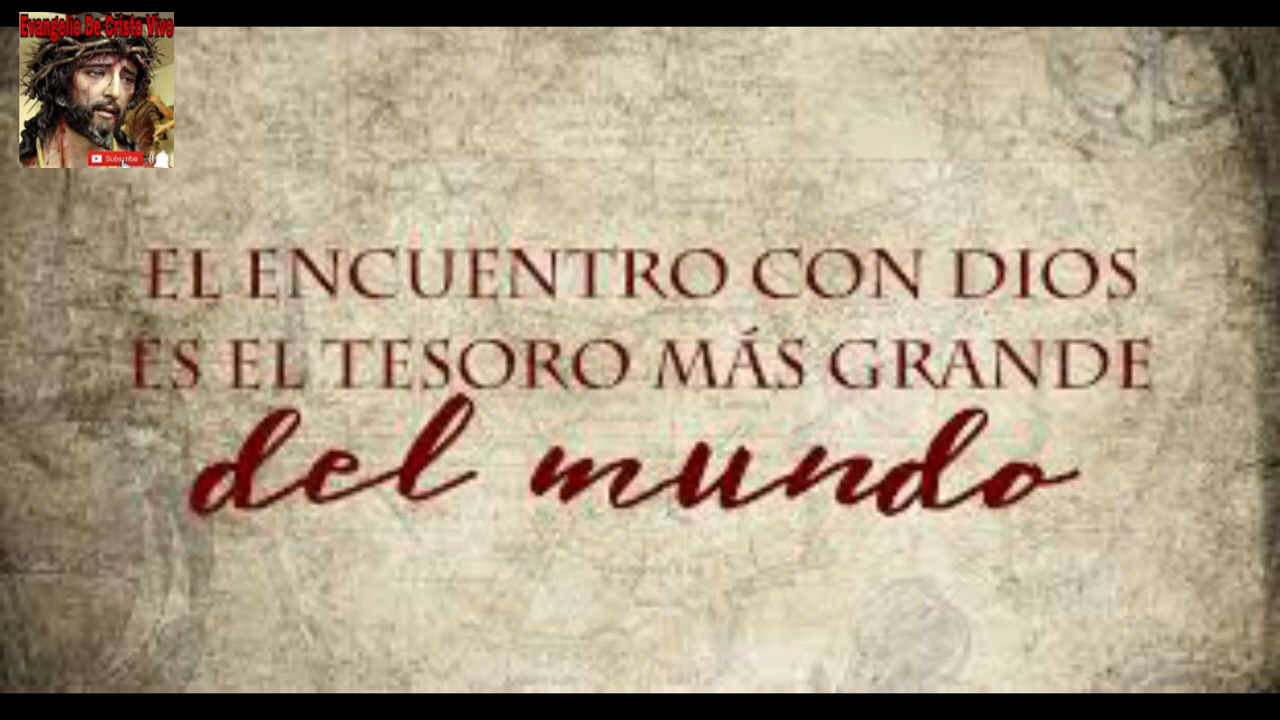 Evangelio De Cristo Vivo
Subscribe
EL ENCUENTRO CON DIOS
ES EL TESORO MÁS GRANDE
del mundo